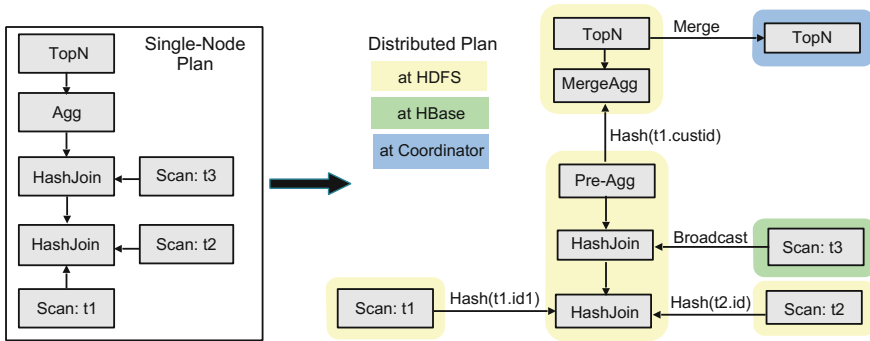 Single-Node
Plan
TopN
Agg
HashJoin
Scan: t3
HashJoin
Scan: t2
Scan: t1
Distributed Plan
at HDFS
at HBase
at Coordinator
TopN
Merge
TopN
MergeAgg
Hash(t1.custid)
Pre-Agg
HashJoin
Broadcast
Scan: t3
Scan: t1
Hash(t1.id1)
HashJoin
Hash(t2.id)
Scan: t2